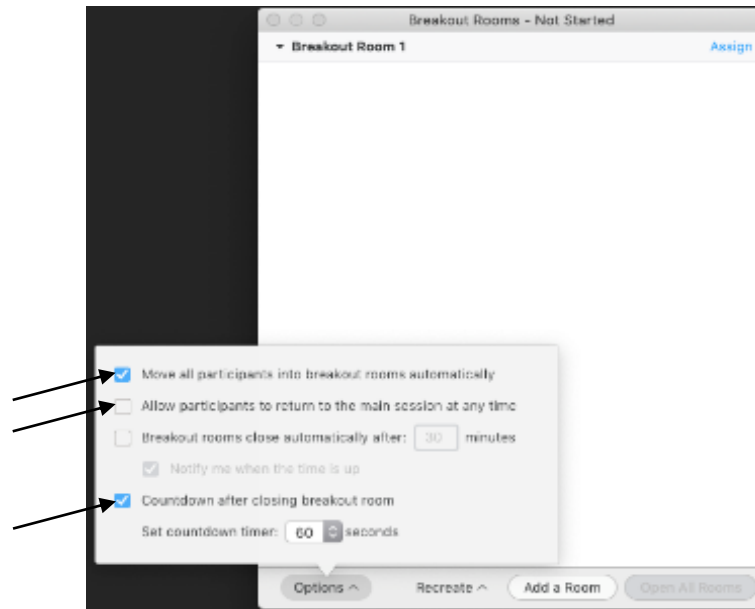 Breakout Rooms - Not Started
Breakout Room 1 Assign
Move all participants into breakout rooms automatically
Allow participants to return to the main session at any time
Breakout rooms close automatically after: 30 minutes
Notify me when the time is up
Countdown after closing breakout room
Set countdown timer: 60 seconds
Options Recreate Add a Room Open All Rooms